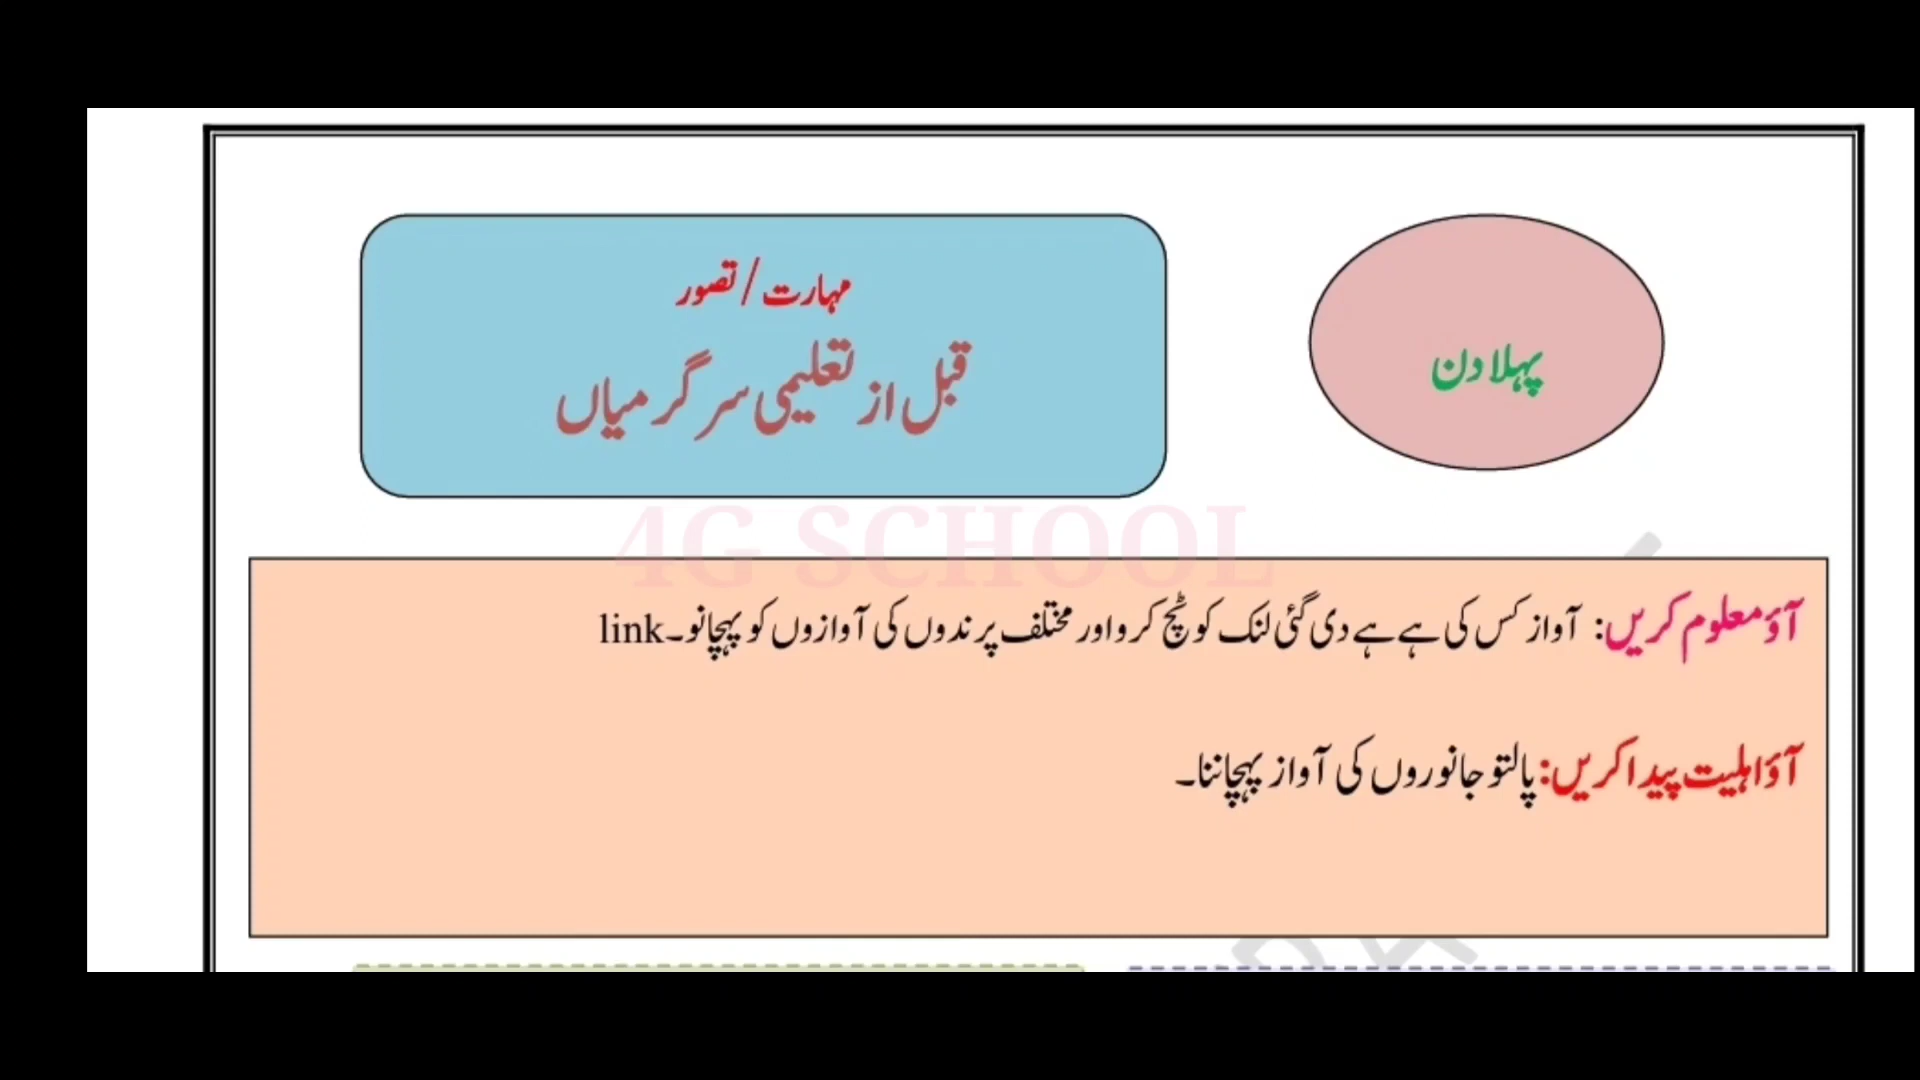 پہلا دن
مہارت / تصور
قبل از تعلیمی سرگرمیاں
4G SCHOOL
آؤ معلوم کریں: آواز کس کی ہے ہے دی گئی لنک کو ٹچ کرو اور مختلف پرندوں کی آوازوں کو پہچانو۔link
آؤ اہلیت پیدا کریں: پالتو جانوروں کی آواز پہچاننا۔